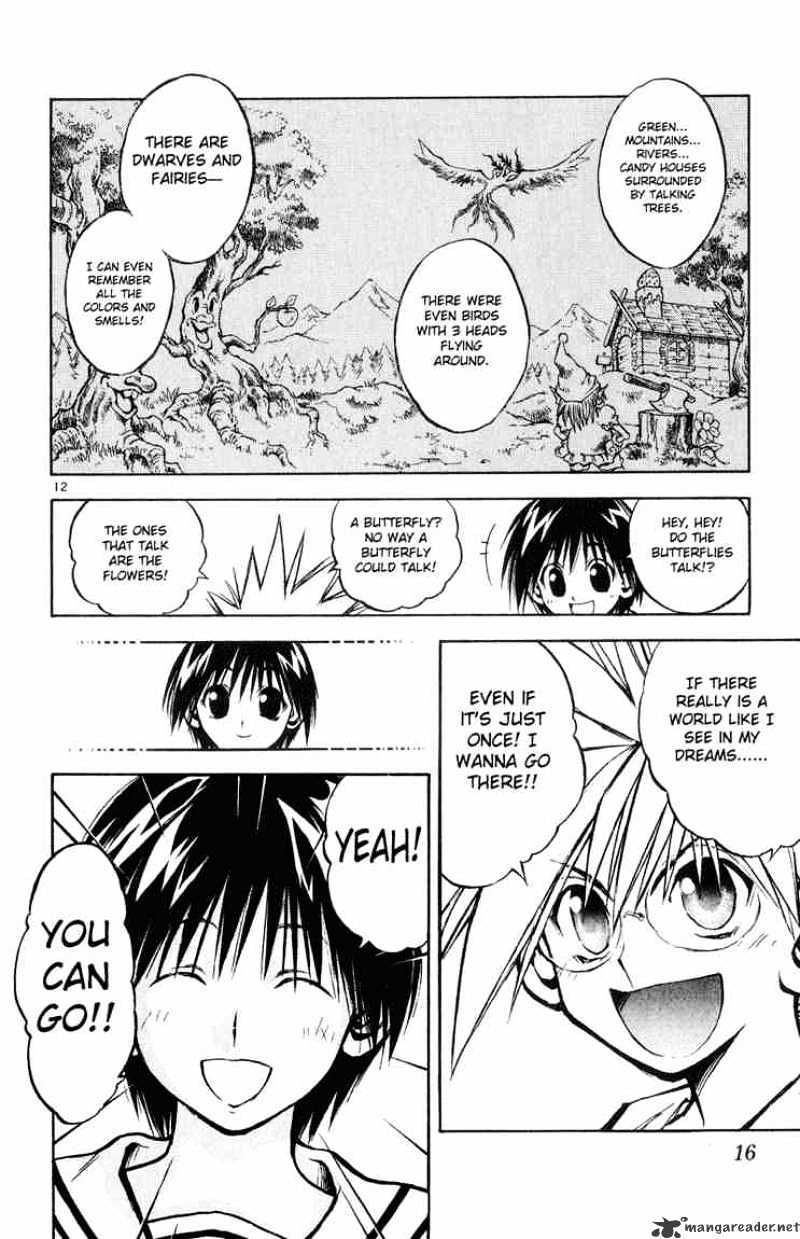 GREEN...
MOUNTAINS...
RIVERS...
CANDY HOUSES
SURROUNDED
BY TALKING
TREES.
THERE WERE
EVEN BIRDS
WITH 3 HEADS
FLYING
AROUND.
THERE ARE
DWARVES AND
FAIRIES—
I CAN EVEN
REMEMBER
ALL THE
COLORS AND
SMELLS!
12
HEY, HEY!
DO THE
BUTTERFLIES
TALK!?
A BUTTERFLY?
NO WAY A
BUTTERFLY
COULD TALK!
THE ONES
THAT TALK
ARE THE
FLOWERS!
IF THERE
REALLY IS A
WORLD LIKE I
SEE IN MY
DREAMS......
EVEN IF
IT'S JUST
ONCE! I
WANNA GO
THERE!!
YEAH!
YOU
CAN
GO!!
16
mangareader.net